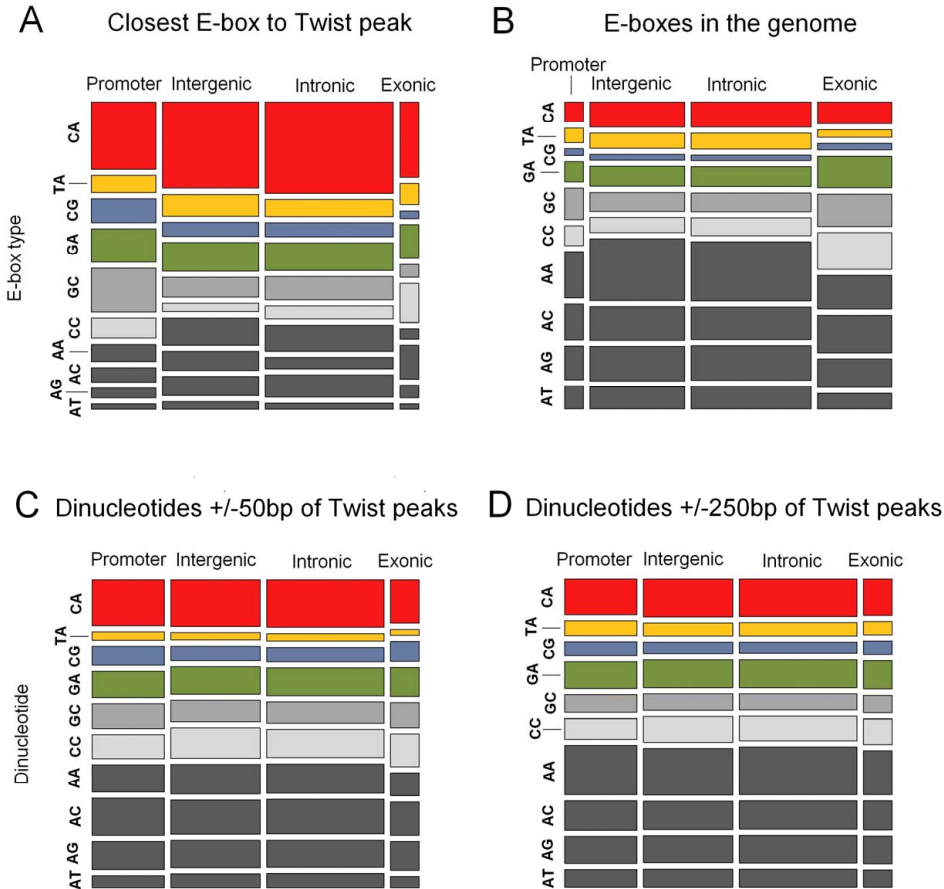 A Closest E-box to Twist peak
Promoter Intergenic Intronic Exonic
E-box type
CA
TA
CG
GA
GC
CC
AA
AC
AG
AT
B E-boxes in the genome
Promoter
Intergenic Intronic Exonic
CA
TA
CG
GA
GC
CC
AA
AC
AG
AT
C Dinucleotides +/-50bp of Twist peaks
Promoter Intergenic Intronic Exonic
Dinucleotide
CA
TA
CG
GA
GC
CC
AA
AC
AG
AT
D Dinucleotides +/-250bp of Twist peaks
Promoter Intergenic Intronic Exonic
CA
TA
CG
GA
GC
CC
AA
AC
AG
AT